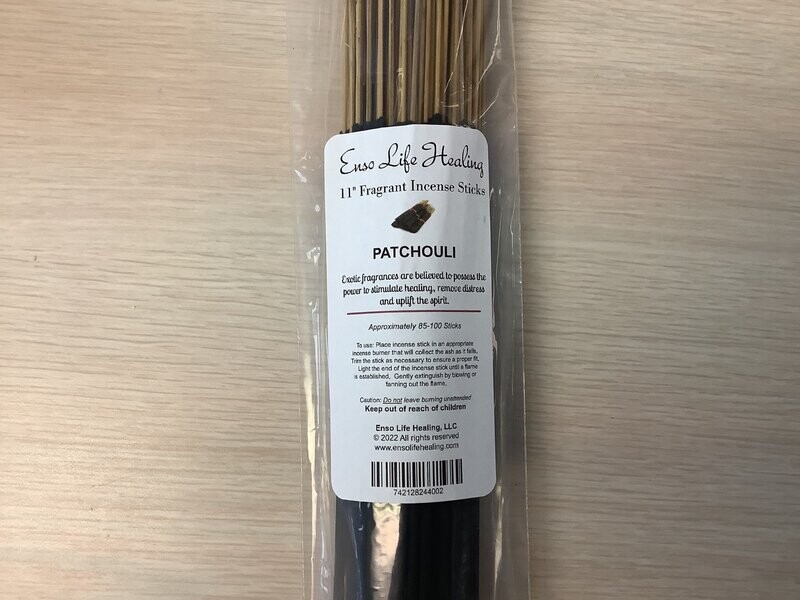 Enso Life Healing
11" Fragrant Incense Sticks
PATCHOULI
Exotic fragrances are believed to possess the
power to stimulate healing, remove distress
and uplift the spirit.
Approximately 85-100 Sticks
To use: Place incense stick in an appropriate
incense burner that will collect the ash as it falls.
Trim the stick as necessary to ensure a proper fit.
Light the end of the incense stick until a flame
is established. Gently extinguish by blowing or
fanning out the flame.
Caution: Do not leave burning unattended
Keep out of reach of children
Enso Life Healing, LLC
© 2022 All rights reserved
www.ensolifehealing.com
742128244002